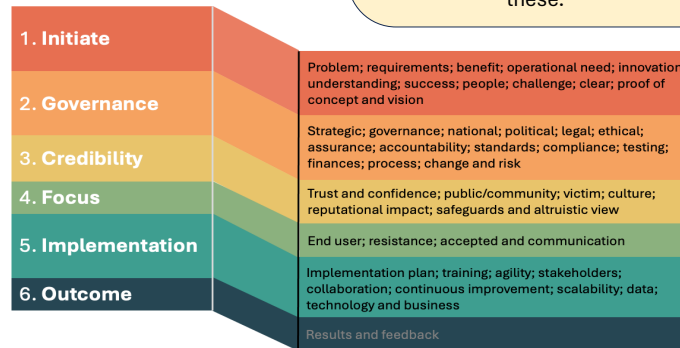 these.
1. Initiate
Problem; requirements; benefit; operational need; innovation
understanding; success; people; challenge; clear; proof of
concept and vision
2. Governance
Strategic; governance; national; political; legal; ethical;
assurance; accountability; standards; compliance; testing;
finances; process; change and risk
3. Credibility
Trust and confidence; public/community; victim; culture;
reputational impact; safeguards and altruistic view
4. Focus
End user; resistance; accepted and communication
5. Implementation
Implementation plan; training; agility; stakeholders;
collaboration; continuous improvement; scalability; data;
technology and business
6. Outcome
Results and feedback